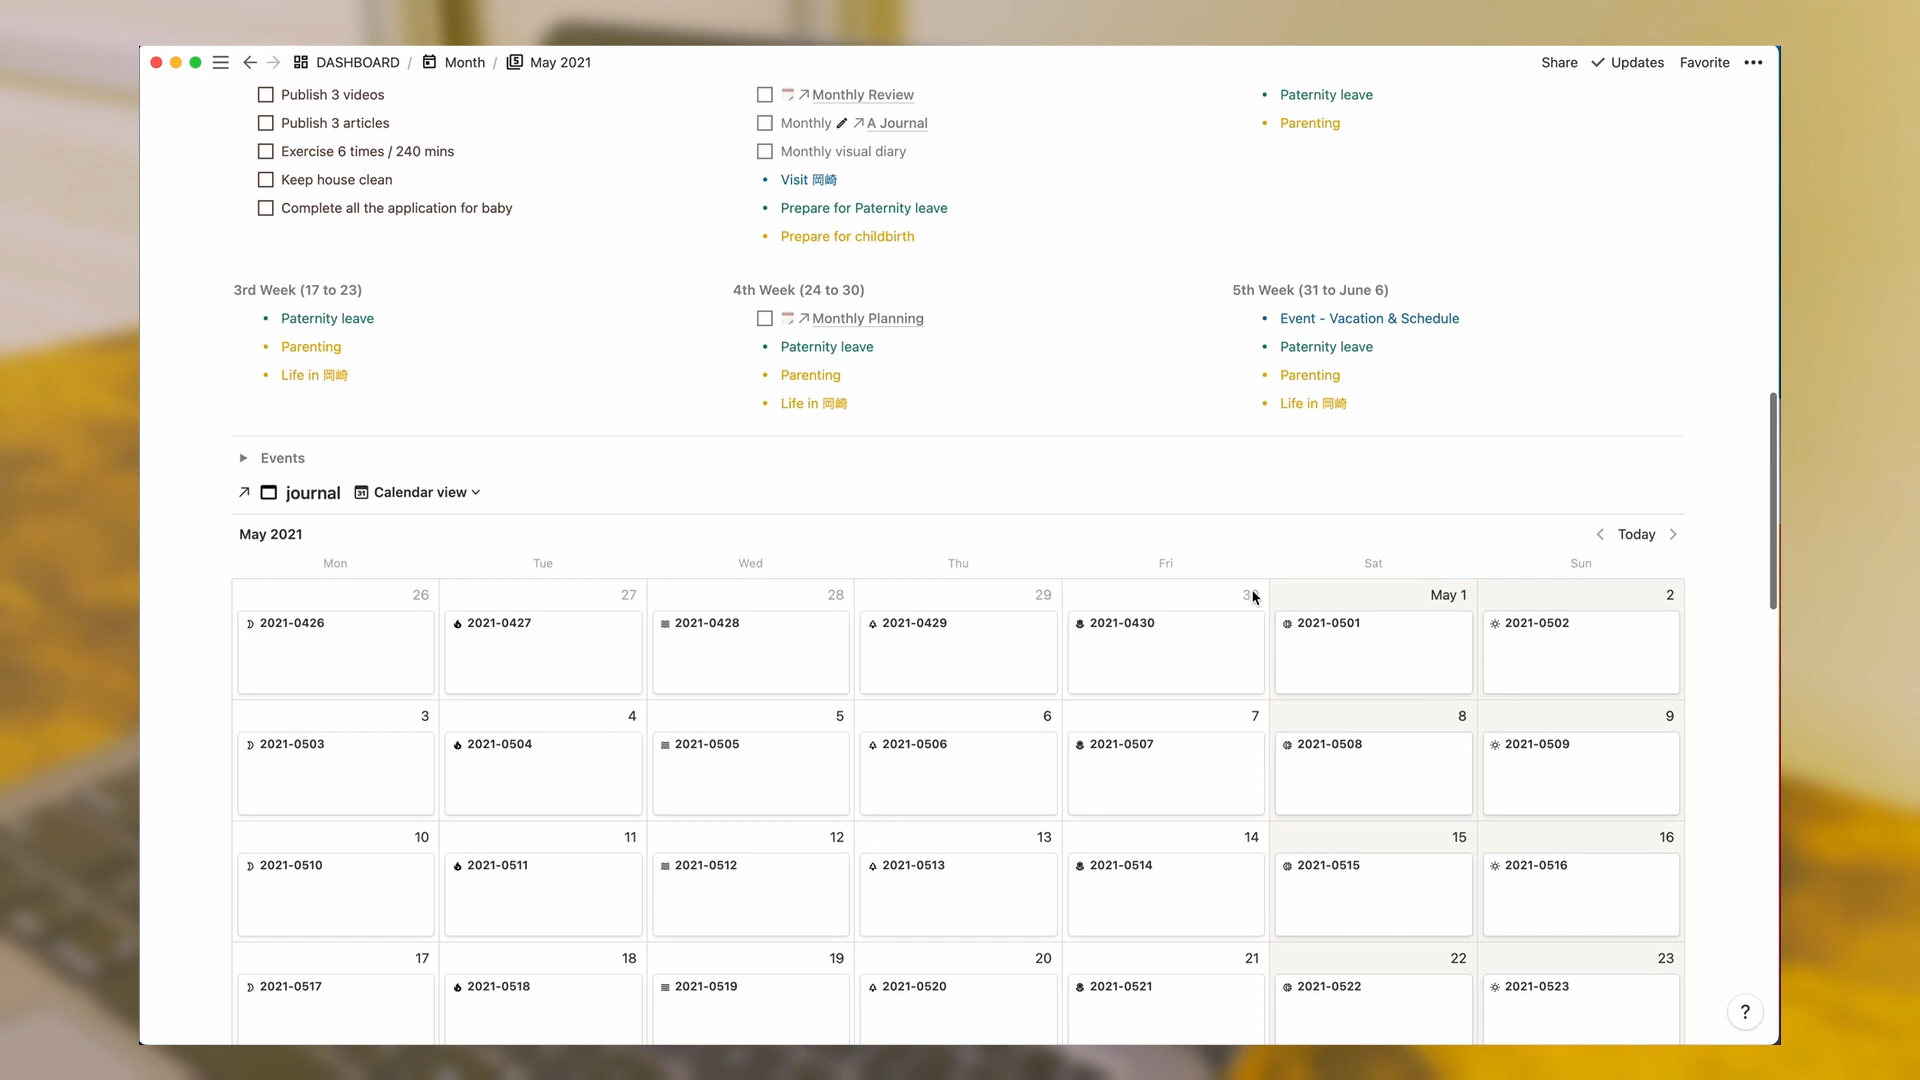 DASHBOARD / Month / May 2021
Share Updates Favorite
Publish 3 videos
Publish 3 articles
Exercise 6 times / 240 mins
Keep house clean
Complete all the application for baby
Monthly Review
Monthly A Journal
Monthly visual diary
Visit 岡崎
Prepare for Paternity leave
Prepare for childbirth
Paternity leave
Parenting
3rd Week (17 to 23)
Paternity leave
Parenting
Life in 岡崎
4th Week (24 to 30)
Monthly Planning
Paternity leave
Parenting
Life in 岡崎
5th Week (31 to June 6)
Event - Vacation & Schedule
Paternity leave
Parenting
Life in 岡崎
Events
journal 31 Calendar view
May 2021 Today
Mon Tue Wed Thu Fri Sat Sun
26 27 28 29 May 1 2
2021-0426 2021-0427 2021-0428 2021-0429 2021-0430 2021-0501 2021-0502
3 4 5 6 7 8 9
2021-0503 2021-0504 2021-0505 2021-0506 2021-0507 2021-0508 2021-0509
10 11 12 13 14 15 16
2021-0510 2021-0511 2021-0512 2021-0513 2021-0514 2021-0515 2021-0516
17 18 19 20 21 22 23
2021-0517 2021-0518 2021-0519 2021-0520 2021-0521 2021-0522 2021-0523
?